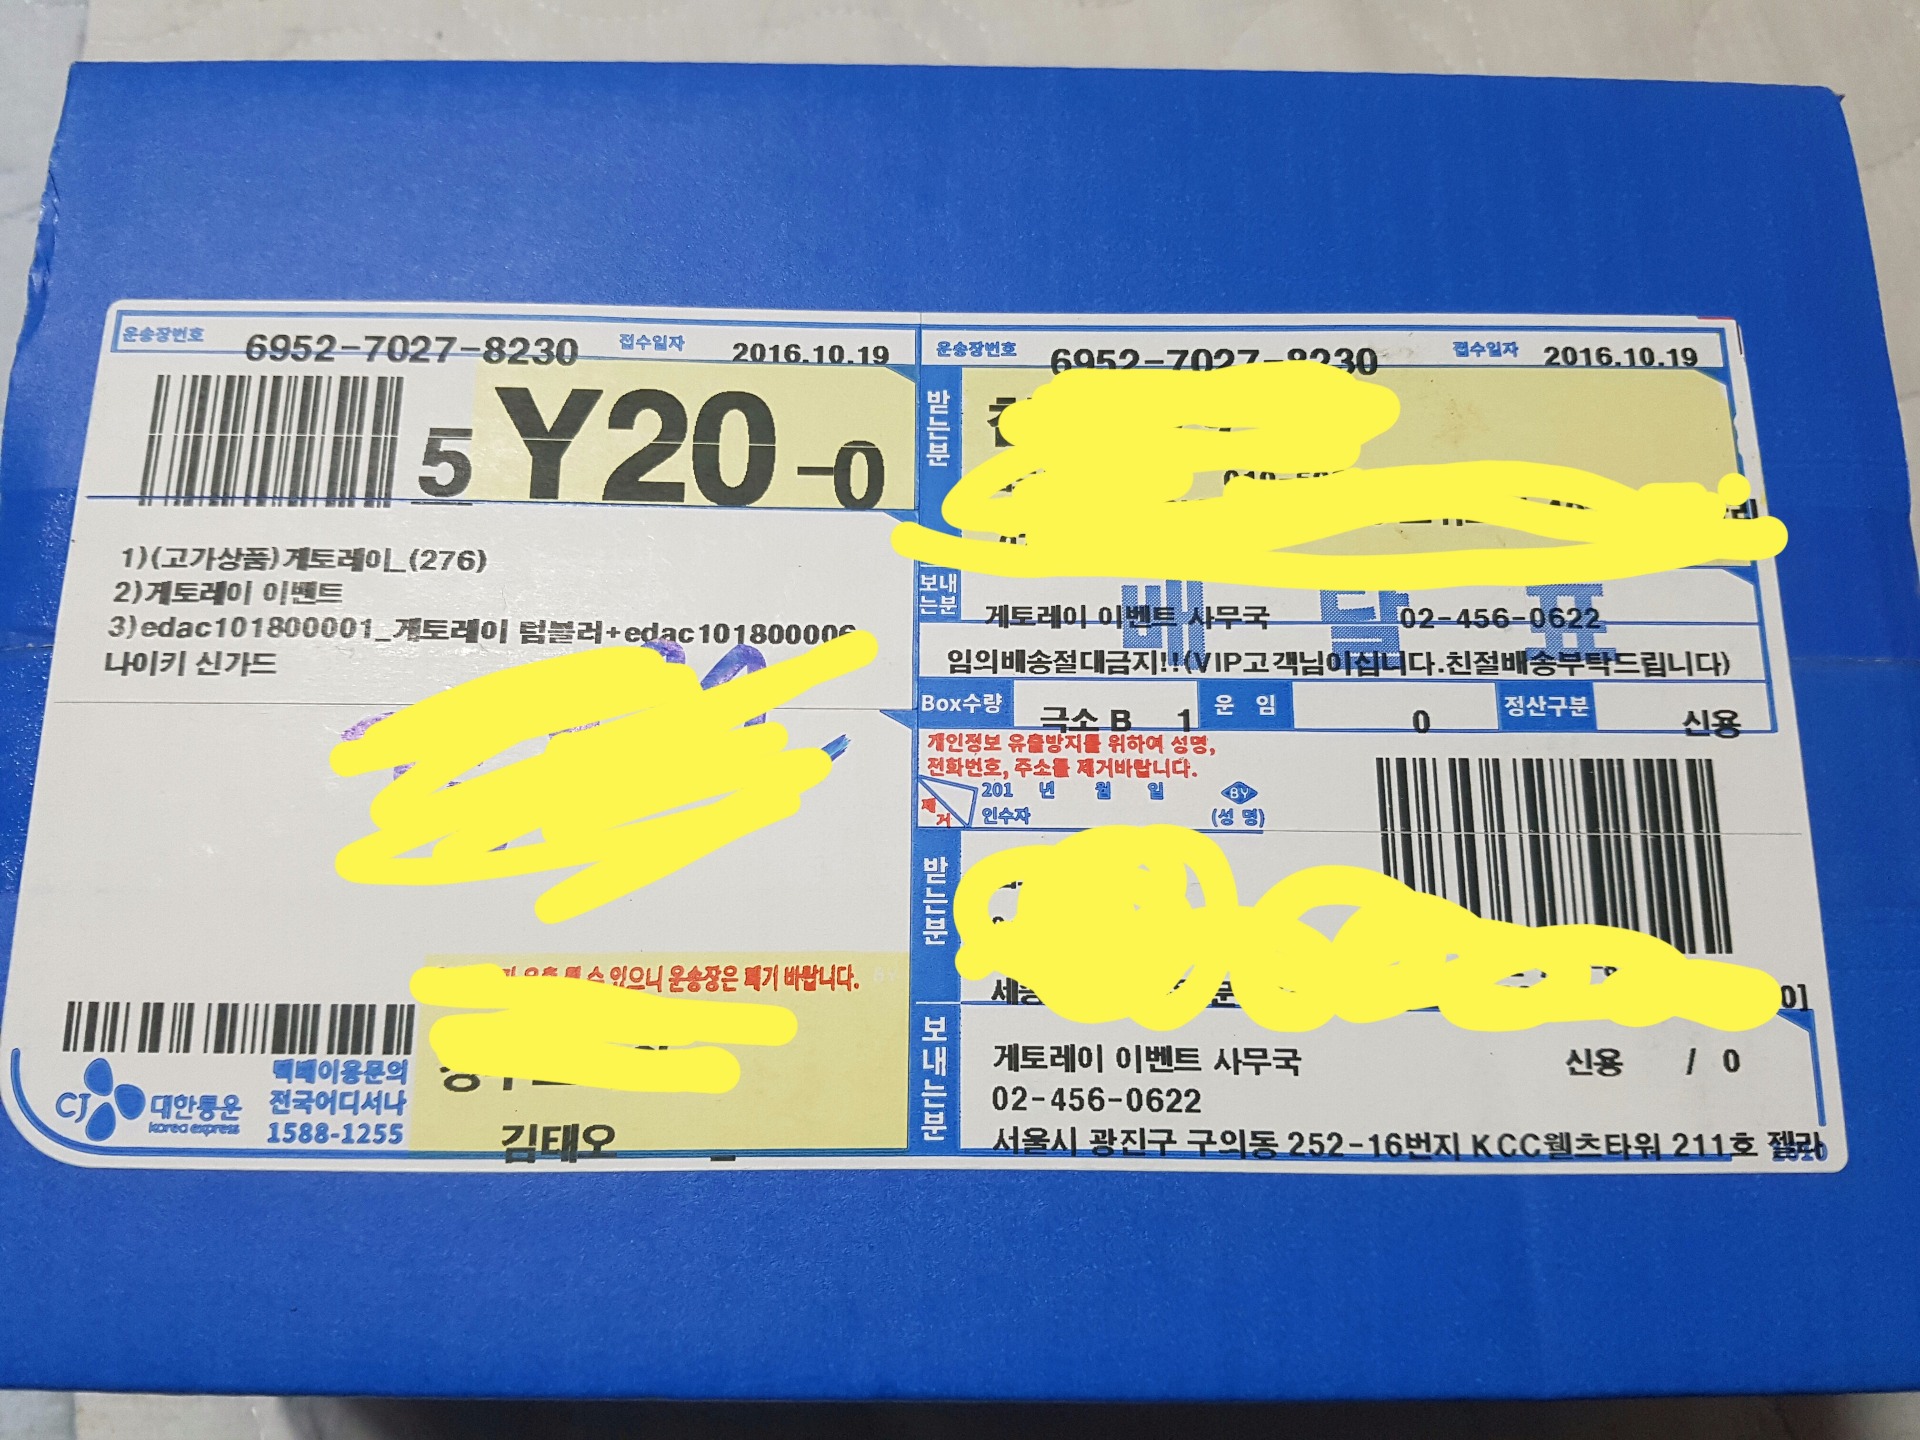 운송장번호 6952-7027-8230 접수일자 2016.10.19
5 Y20 -0
1)(고가상품)게토레이_(276)
2)게토레이 이벤트
3)edac101800001_게토레이 텀블러+edac101800006
나이키 신가드
수 있으니 운송장은 폐기 바랍니다.
CJ 대한통운
korea express
택배이용문의
전국어디서나
1588-1255
김태오
운송장번호 6952-7027-8230 접수일자 2016.10.19
받는분
배달표
보내는분 게토레이 이벤트 사무국 02-456-0622
임의배송절대금지!!(VIP고객님이십니다.친절배송부탁드립니다)
Box수량 극소 B 1 운 임 0 정산구분 신용
개인정보 유출방지를 위하여 성명,
전화번호, 주소를 제거바랍니다.
제거
201 년 월 일 BY
인수자 (성 명)
받는분
보내는분
게토레이 이벤트 사무국 신용 / 0
02-456-0622
서울시 광진구 구의동 252-16번지 KCC웰츠타워 211호